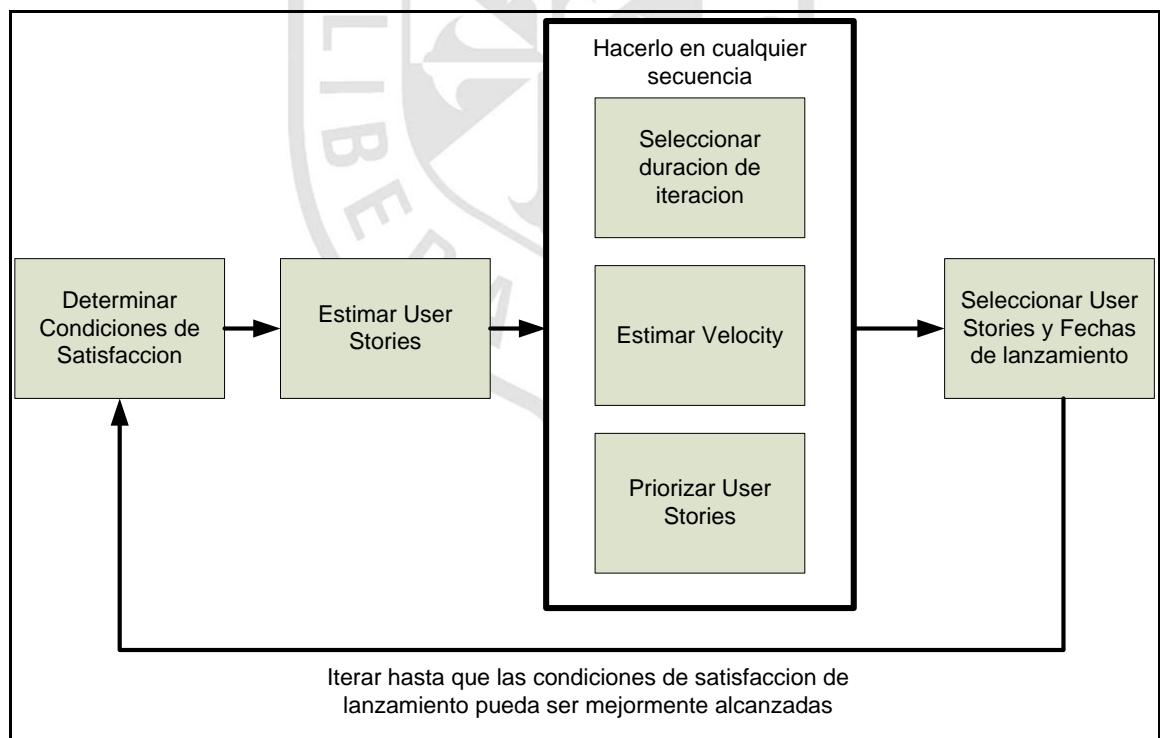 Hacerlo en cualquier
secuencia
Seleccionar
duracion de
iteracion
Determinar
Condiciones de
Satisfaccion
Estimar User
Stories
Estimar Velocity
Seleccionar User
Stories y Fechas
de lanzamiento
Priorizar User
Stories
Iterar hasta que las condiciones de satisfaccion de
lanzamiento pueda ser mejormente alcanzadas